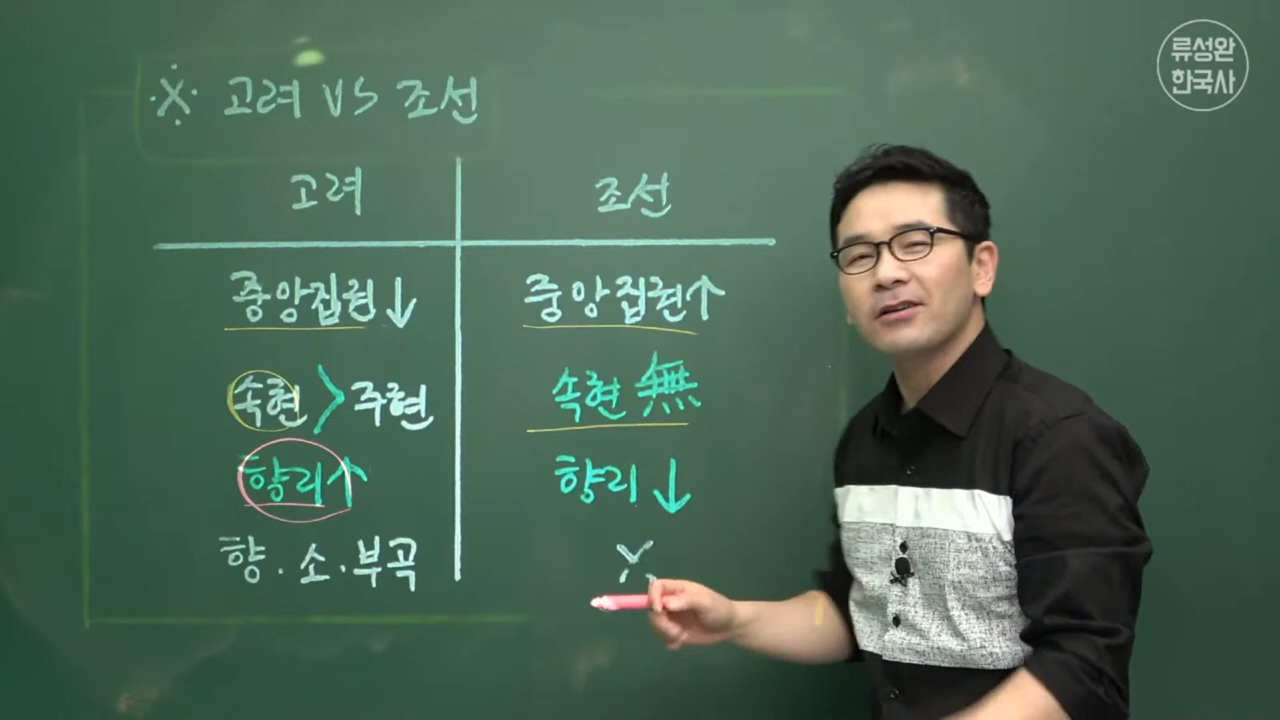 류성완
한국사
※ 고려 VS 조선
고려 조선
중앙집권↓ 중앙집권↑
속현 > 주현 속현 無
향리↑ 향리↓
향·소·부곡 X